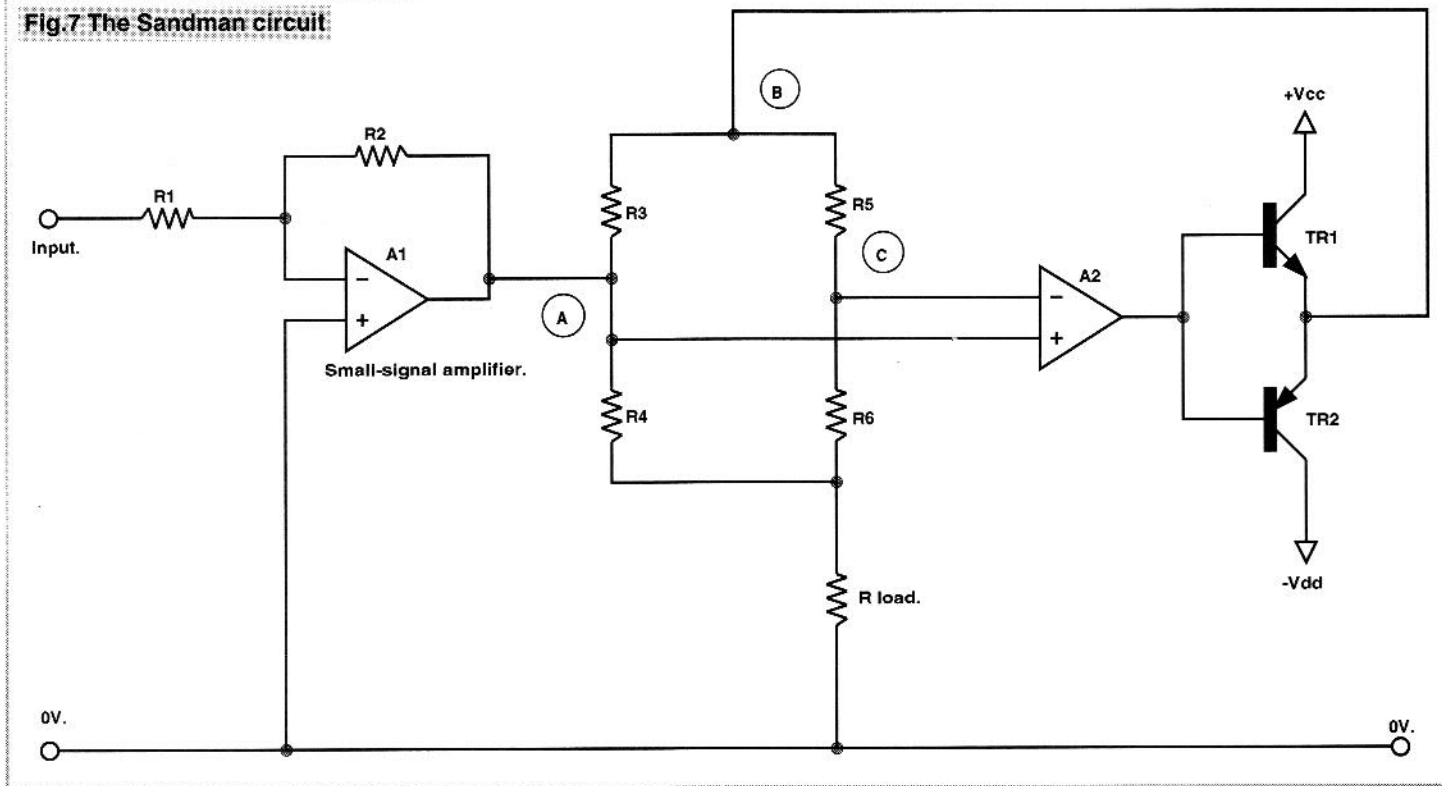 Fig.7 The Sandman circuit
B
+Vcc
R2
R1
R3
R5
Input.
A1
C
TR1
A2
−
−
A
+
+
Small-signal amplifier.
R4
R6
TR2
R load.
-Vdd
0V.
0V.